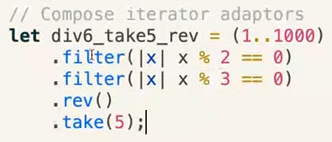 // Compose iterator adaptors
let div6_take5_rev = (1..1000)
    .filter(|x| x % 2 == 0)
    .filter(|x| x % 3 == 0)
    .rev()
    .take(5);